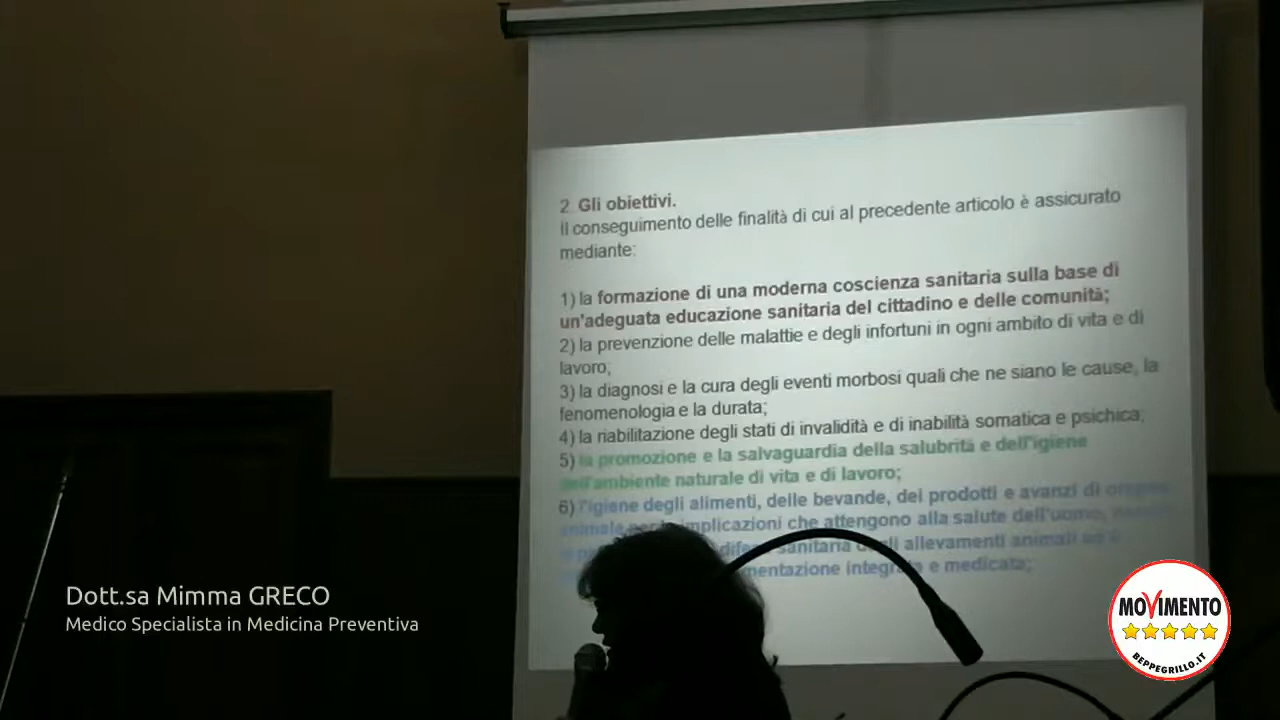 2 Gli obiettivi.
Il conseguimento delle finalità di cui al precedente articolo è assicurato
mediante:
1) la formazione di una moderna coscienza sanitaria sulla base di
un'adeguata educazione sanitaria del cittadino e delle comunità;
2) la prevenzione delle malattie e degli infortuni in ogni ambito di vita e di
lavoro;
3) la diagnosi e la cura degli eventi morbosi quali che ne siano le cause, la
fenomenologia e la durata;
4) la riabilitazione degli stati di invalidità e di inabilità somatica e psichica;
5) la promozione e la salvaguardia della salubrità e dell'igiene
dell'ambiente naturale di vita e di lavoro;
6) l'igiene degli alimenti, delle bevande, dei prodotti e avanzi di
animale implicazioni che attengono alla salute dell'uomo,
sanitaria allevamenti animali
e medicata;
Dott.sa Mimma GRECO
Medico Specialista in Medicina Preventiva
MOVIMENTO
BEPPEGRILLO.IT